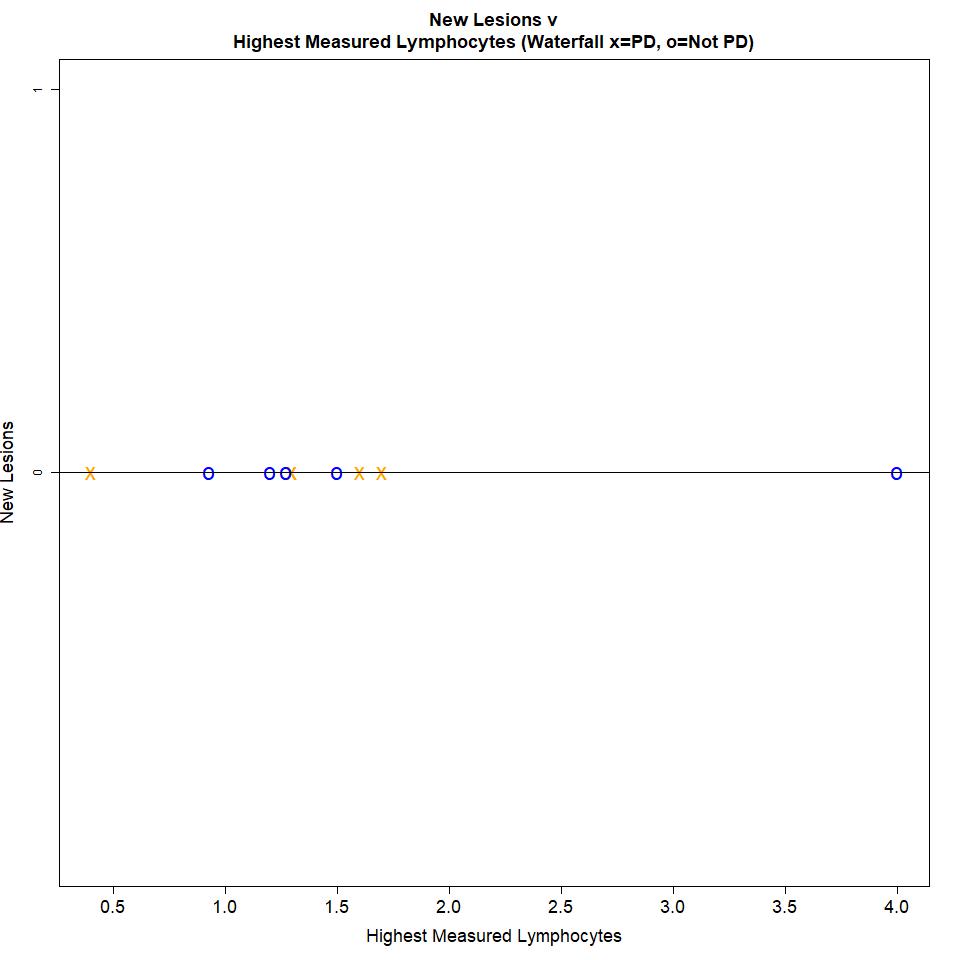 New Lesions v
Highest Measured Lymphocytes (Waterfall x=PD, o=Not PD)
1
0
New Lesions
x o o o x o x x o
0.5 1.0 1.5 2.0 2.5 3.0 3.5 4.0
Highest Measured Lymphocytes